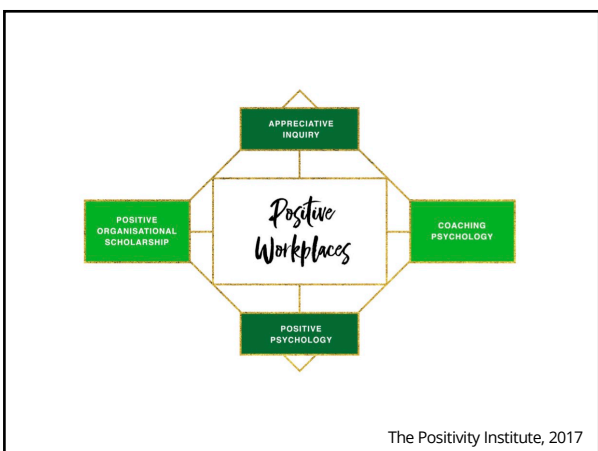 APPRECIATIVE
INQUIRY
POSITIVE
ORGANISATIONAL
SCHOLARSHIP
Positive
Workplaces
COACHING
PSYCHOLOGY
POSITIVE
PSYCHOLOGY
The Positivity Institute, 2017